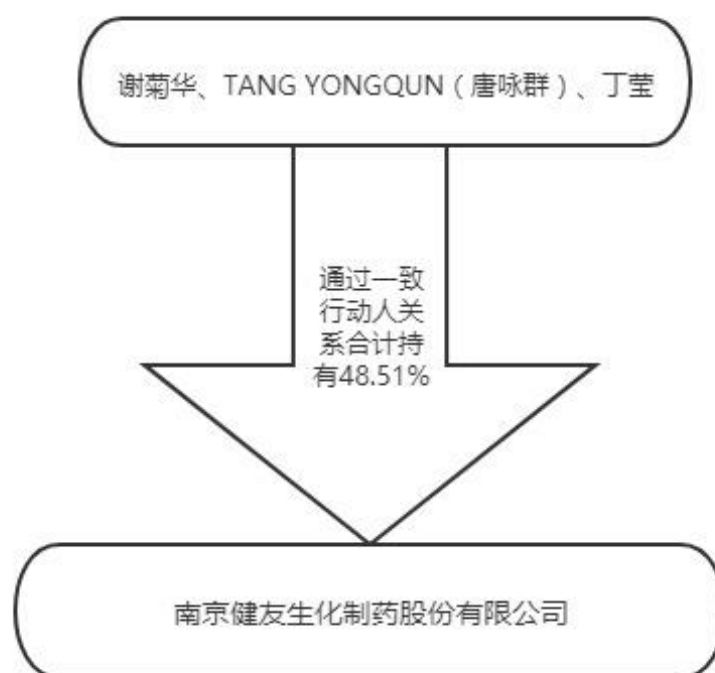 谢菊华、TANG YONGQUN（唐咏群）、丁莹
通过一致
行动人关
系合计持
有48.51%
南京健友生化制药股份有限公司